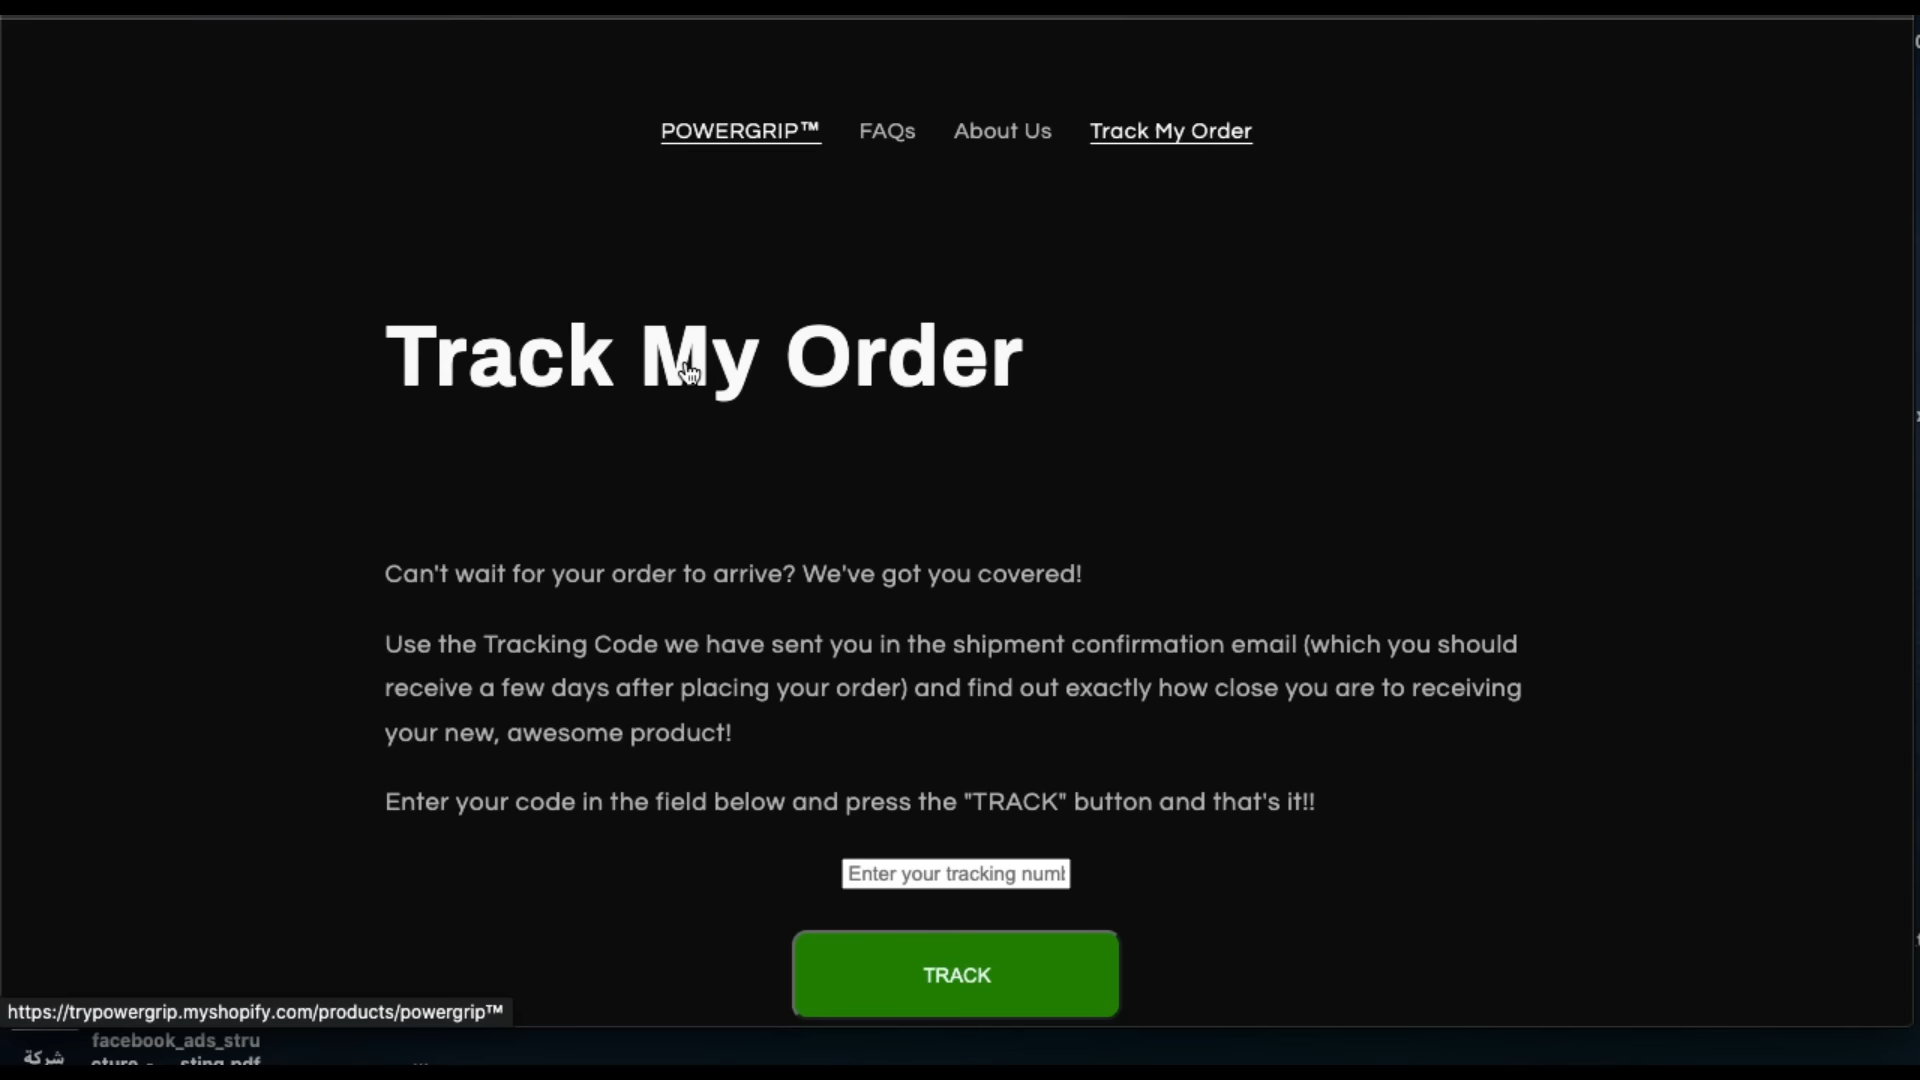 POWERGRIP™ FAQs About Us Track My Order
Track My Order
Can't wait for your order to arrive? We've got you covered!
Use the Tracking Code we have sent you in the shipment confirmation email (which you should
receive a few days after placing your order) and find out exactly how close you are to receiving
your new, awesome product!
Enter your code in the field below and press the "TRACK" button and that's it!!
Enter your tracking numb
TRACK
https://trypowergrip.myshopify.com/products/powergrip™
facebook_ads_stru
شركة